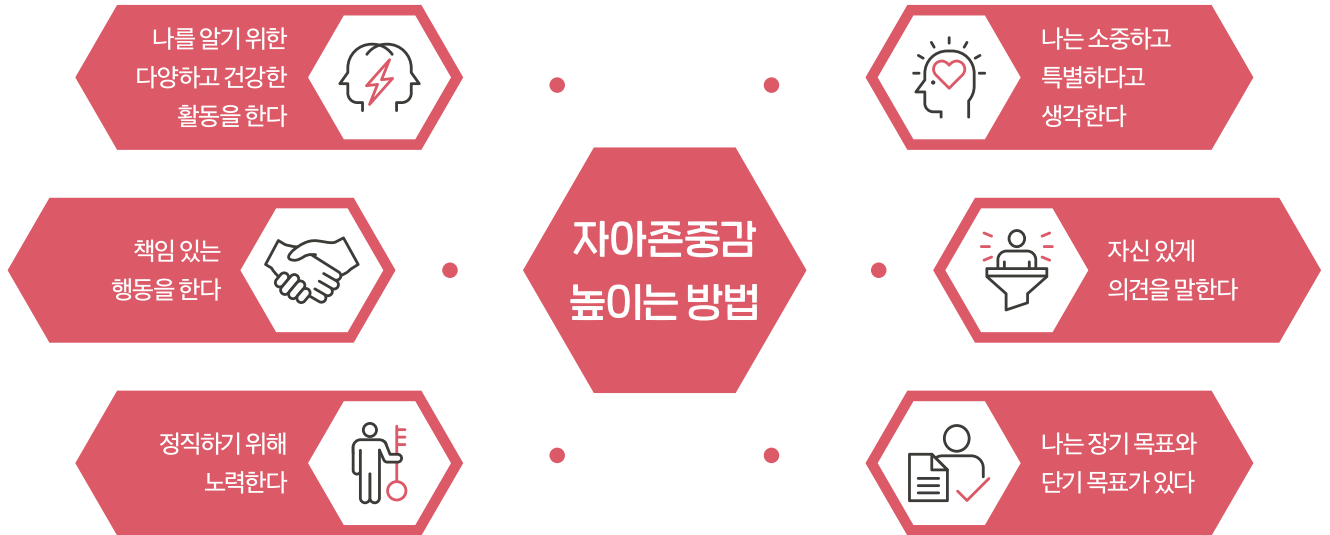 나를 알기 위한
다양하고 건강한
활동을 한다
나는 소중하고
특별하다고
생각한다
책임 있는
행동을 한다
자아존중감
높이는 방법
자신 있게
의견을 말한다
정직하기 위해
노력한다
나는 장기 목표와
단기 목표가 있다